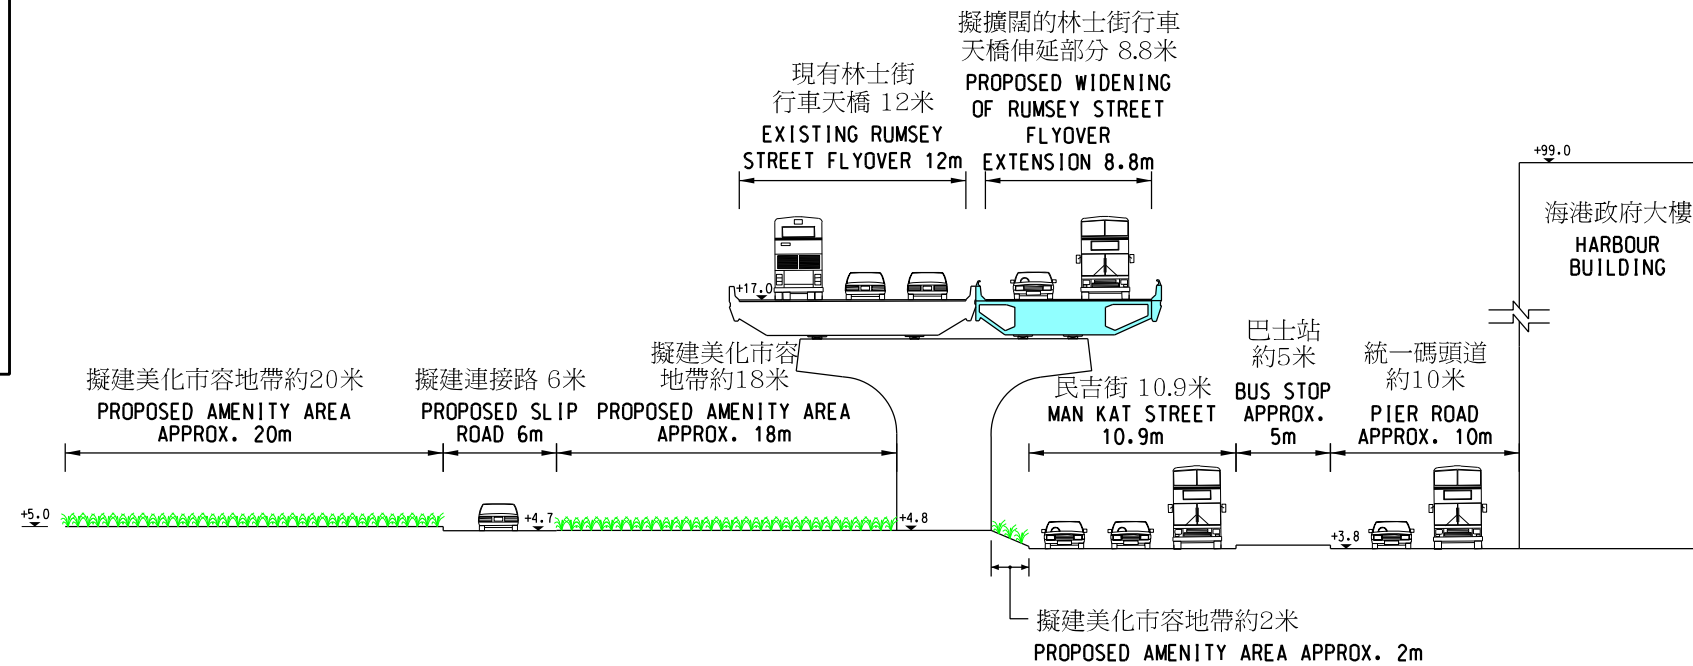 擬擴闊的林士街行車
天橋伸延部分 8.8米
PROPOSED WIDENING
OF RUMSEY STREET
FLYOVER
EXTENSION 8.8m
現有林士街
行車天橋 12米
EXISTING RUMSEY
STREET FLYOVER 12m
+99.0
海港政府大樓
HARBOUR
BUILDING
+17.0
擬建美化市容地帶約20米
PROPOSED AMENITY AREA
APPROX. 20m
擬建連接路 6米
PROPOSED SLIP
ROAD 6m
擬建美化市容
地帶約18米
PROPOSED AMENITY AREA
APPROX. 18m
民吉街 10.9米
MAN KAT STREET
10.9m
巴士站
約5米
BUS STOP
APPROX.
5m
統一碼頭道
約10米
PIER ROAD
APPROX. 10m
+5.0
+4.7
+4.8
+3.8
擬建美化市容地帶約2米
PROPOSED AMENITY AREA APPROX. 2m